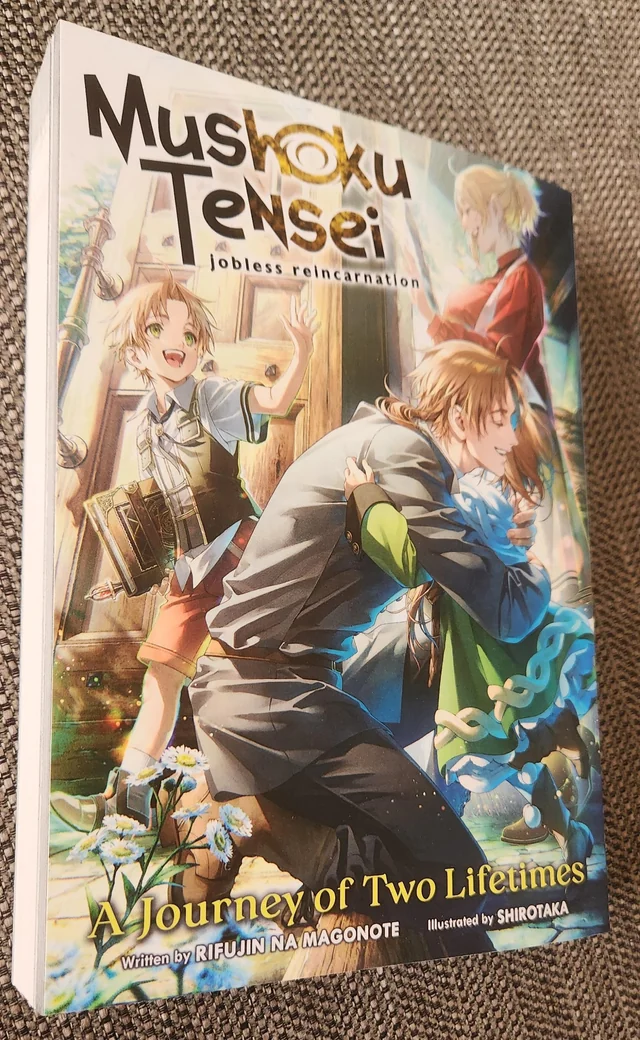 Mushoku
Tensei
jobless reincarnation
A Journey of Two Lifetimes
Written by RIFUJIN NA MAGONOTE Illustrated by SHIROTAKA